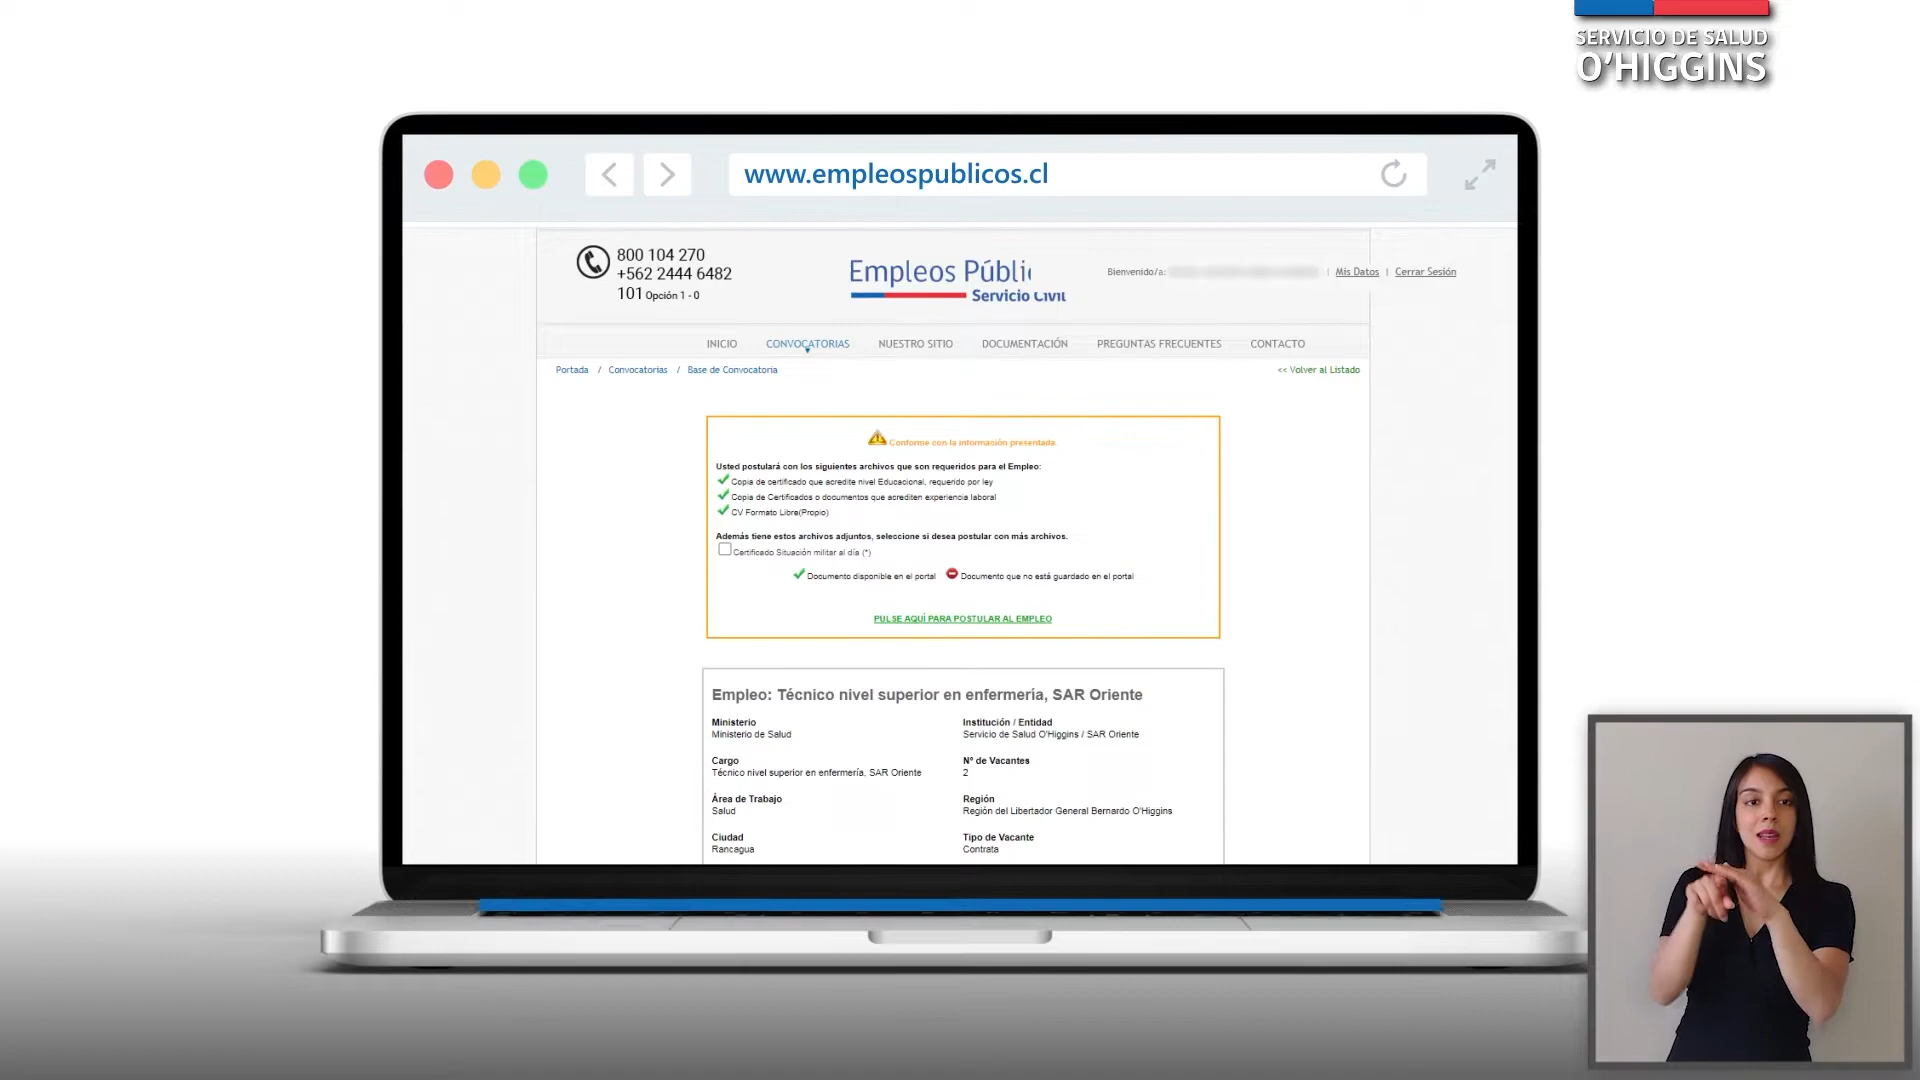 SERVICIO DE SALUD
O'HIGGINS
www.empleospublicos.cl
800 104 270
+562 2444 6482
101 Opción 1 - 0
Empleos Públi
Servicio Civil
Bienvenido/a:
| Mis Datos | Cerrar Sesión
INICIO CONVOCATORIAS NUESTRO SITIO DOCUMENTACIÓN PREGUNTAS FRECUENTES CONTACTO
Portada / Convocatorias / Base de Convocatoria
<< Volver al Listado
Conforme con la información presentada.
Usted postulará con los siguientes archivos que son requeridos para el Empleo:
Copia de certificado que acredite nivel Educacional, requerido por ley
Copia de Certificados o documentos que acrediten experiencia laboral
CV Formato Libre(Propio)
Además tiene estos archivos adjuntos, seleccione si desea postular con más archivos.
Certificado Situación militar al día (*)
Documento disponible en el portal Documento que no está guardado en el portal
PULSE AQUÍ PARA POSTULAR AL EMPLEO
Empleo: Técnico nivel superior en enfermería, SAR Oriente
Ministerio
Ministerio de Salud
Institución / Entidad
Servicio de Salud O'Higgins / SAR Oriente
Cargo
Técnico nivel superior en enfermería, SAR Oriente
Nº de Vacantes
2
Área de Trabajo
Salud
Región
Región del Libertador General Bernardo O'Higgins
Ciudad
Rancagua
Tipo de Vacante
Contrata